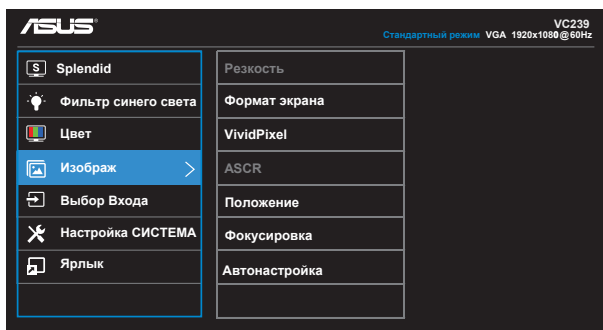 ASUS
VC239
Стандартный режим VGA 1920x1080@60Hz
S Splendid
Фильтр синего света
Цвет
Изображ
Выбор Входа
Настройка СИСТЕМА
Ярлык
Резкость
Формат экрана
VividPixel
ASCR
Положение
Фокусировка
Автонастройка